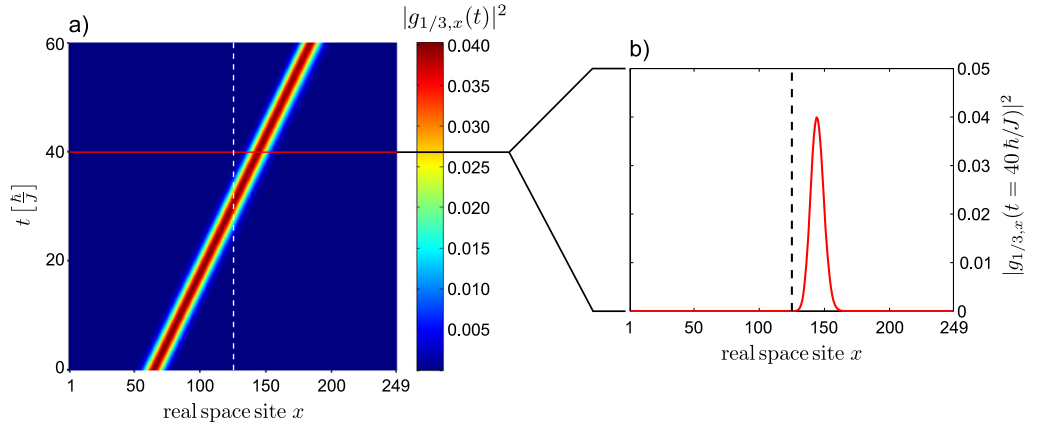 a)
|g_{1/3,x}(t)|²
60
40
20
0
t [ħ/J]
1 50 100 150 200 249
real space site x
0.040
0.035
0.030
0.025
0.020
0.015
0.010
0.005
b)
0.05
0.04
0.03
0.02
0.01
0
|g_{1/3,x}(t = 40 ħ/J)|²
1 50 100 150 200 249
real space site x